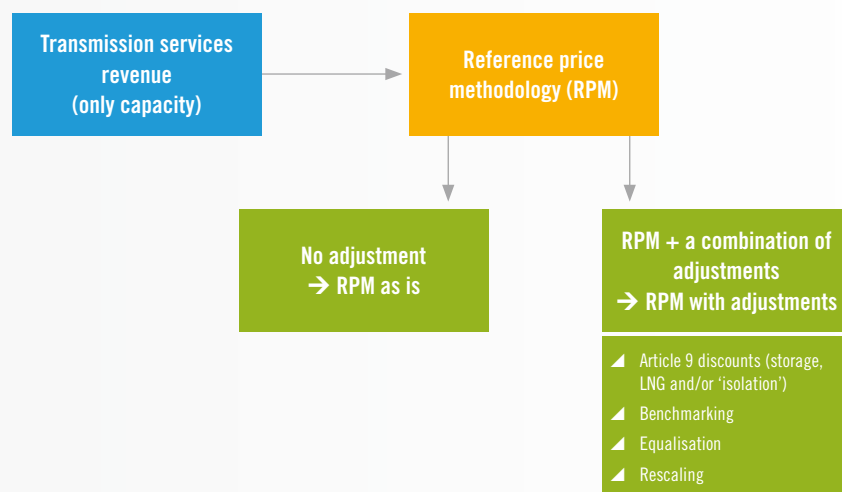 Transmission services
revenue
(only capacity)
Reference price
methodology (RPM)
No adjustment
→ RPM as is
RPM + a combination of
adjustments
→ RPM with adjustments
Article 9 discounts (storage,
LNG and/or ‘isolation’)
Benchmarking
Equalisation
Rescaling